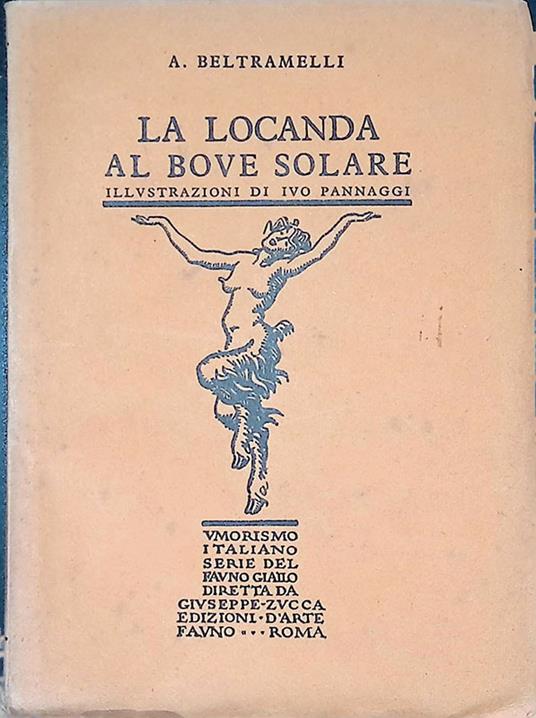 A. BELTRAMELLI
LA LOCANDA
AL BOVE SOLARE
ILLVSTRAZIONI DI IVO PANNAGGI
VMORISMO
ITALIANO
SERIE DEL
FAVNO GIALLO
DIRETTA DA
GIVSEPPE-ZVCCA
EDIZIONI·D'ARTE
FAVNO··· ROMA